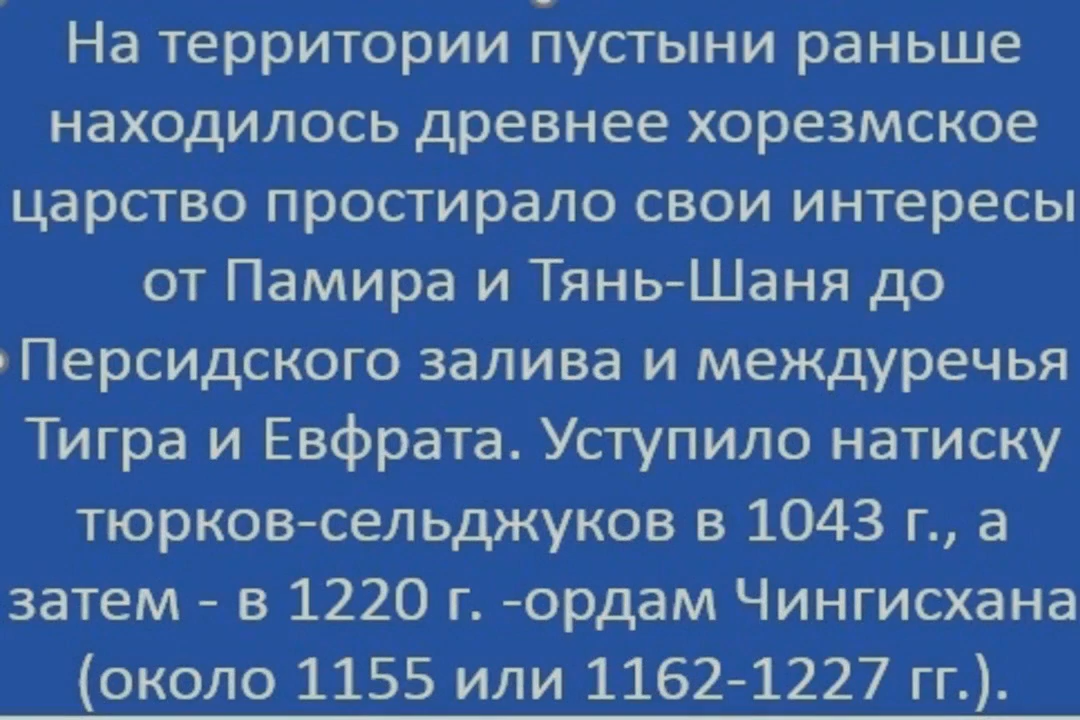 На территории пустыни раньше
находилось древнее хорезмское
царство простирало свои интересы
от Памира и Тянь-Шаня до
Персидского залива и междуречья
Тигра и Евфрата. Уступило натиску
тюрков-сельджуков в 1043 г., а
затем - в 1220 г. -ордам Чингисхана
(около 1155 или 1162-1227 гг.).